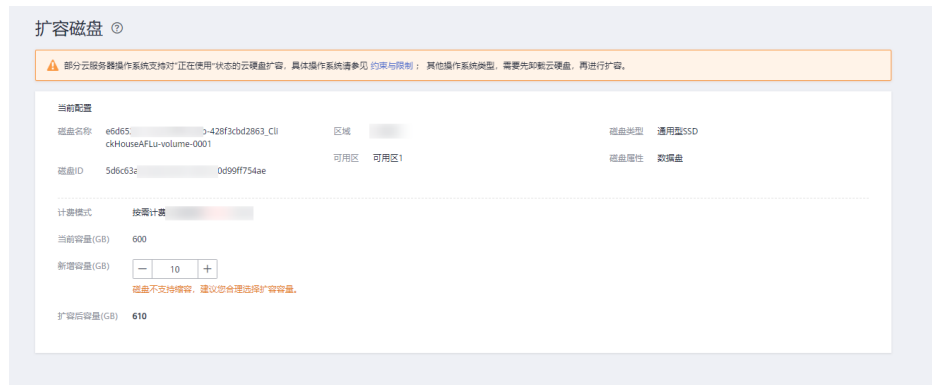 扩容磁盘
部分云服务器操作系统支持对“正在使用”状态的云硬盘扩容，具体操作系统请参见 约束与限制 ；其他操作系统类型，需要先卸载云硬盘，再进行扩容。
当前配置
磁盘名称 e6d65 -428f3cbd2863_Cli
ckHouseAFLu-volume-0001
区域
磁盘类型 通用型SSD
可用区 可用区1
磁盘属性 数据盘
磁盘ID 5d6c63a 0d99ff754ae
计费模式 按需计费
当前容量(GB) 600
新增容量(GB) － 10 ＋
磁盘不支持缩容，建议您合理选择扩容容量。
扩容后容量(GB) 610